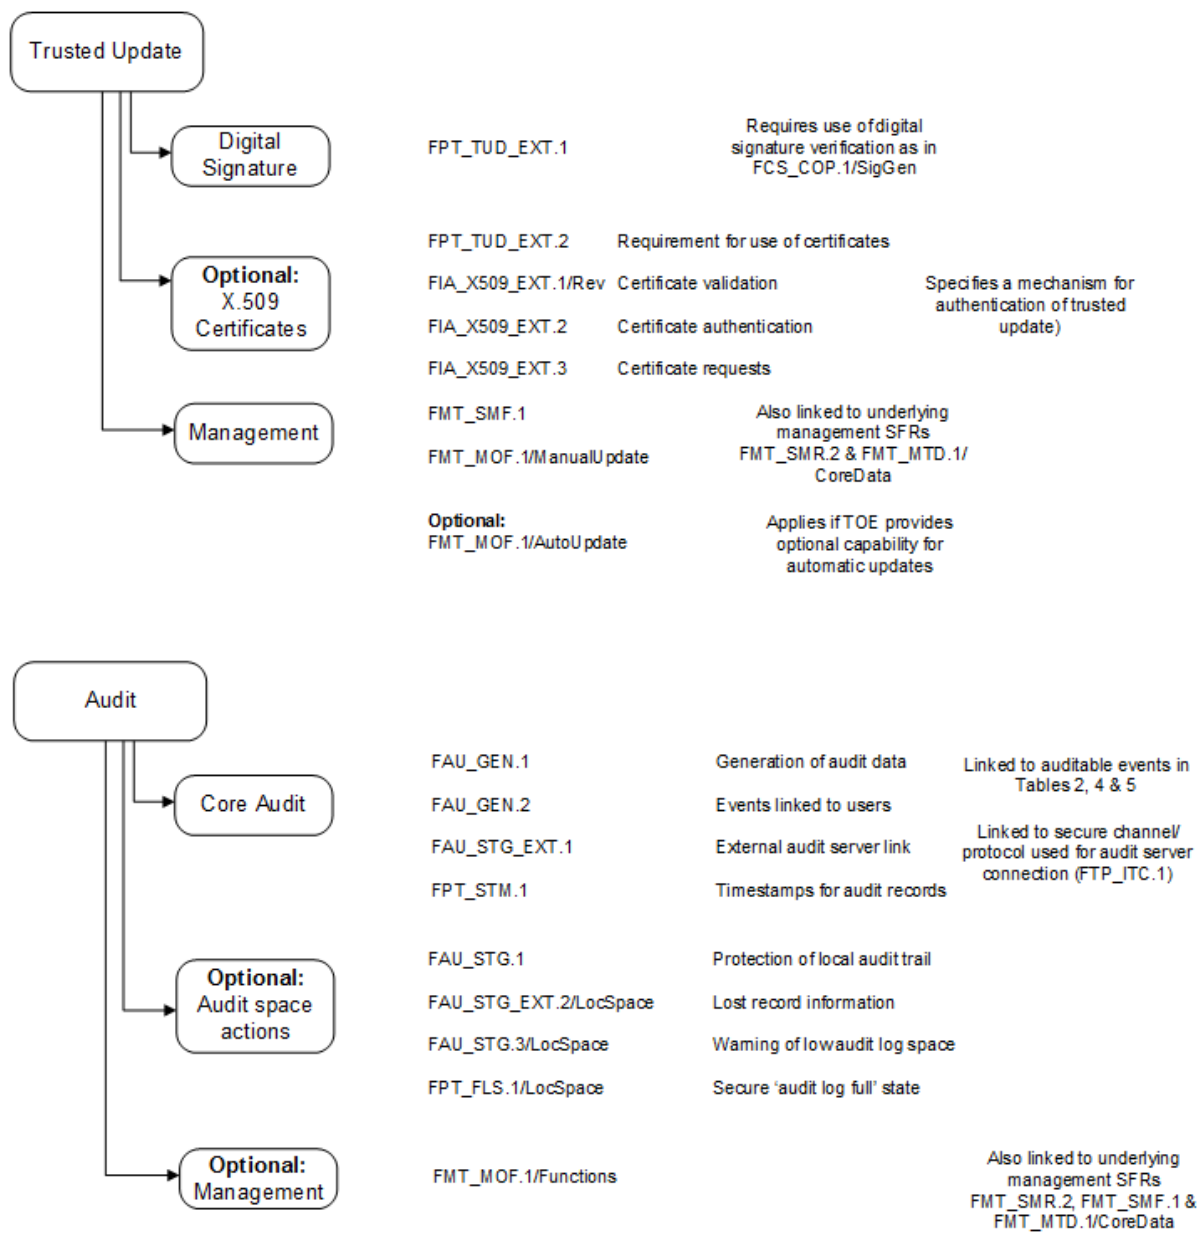 Trusted Update
Digital
Signature
FPT_TUD_EXT.1
Requires use of digital
signature verification as in
FCS_COP.1/SigGen
Optional:
X.509
Certificates
FPT_TUD_EXT.2 Requirement for use of certificates
FIA_X509_EXT.1/Rev Certificate validation
FIA_X509_EXT.2 Certificate authentication
FIA_X509_EXT.3 Certificate requests
Specifies a mechanism for
authentication of trusted
update)
Management
FMT_SMF.1
FMT_MOF.1/ManualUpdate
Also linked to underlying
management SFRs
FMT_SMR.2 & FMT_MTD.1/
CoreData
Optional:
FMT_MOF.1/AutoUpdate
Applies if TOE provides
optional capability for
automatic updates
Audit
Core Audit
FAU_GEN.1 Generation of audit data
FAU_GEN.2 Events linked to users
Linked to auditable events in
Tables 2, 4 & 5
FAU_STG_EXT.1 External audit server link
Linked to secure channel/
protocol used for audit server
connection (FTP_ITC.1)
FPT_STM.1 Timestamps for audit records
Optional:
Audit space
actions
FAU_STG.1 Protection of local audit trail
FAU_STG_EXT.2/LocSpace Lost record information
FAU_STG.3/LocSpace Warning of low audit log space
FPT_FLS.1/LocSpace Secure ‘audit log full’ state
Optional:
Management
FMT_MOF.1/Functions
Also linked to underlying
management SFRs
FMT_SMR.2, FMT_SMF.1 &
FMT_MTD.1/CoreData